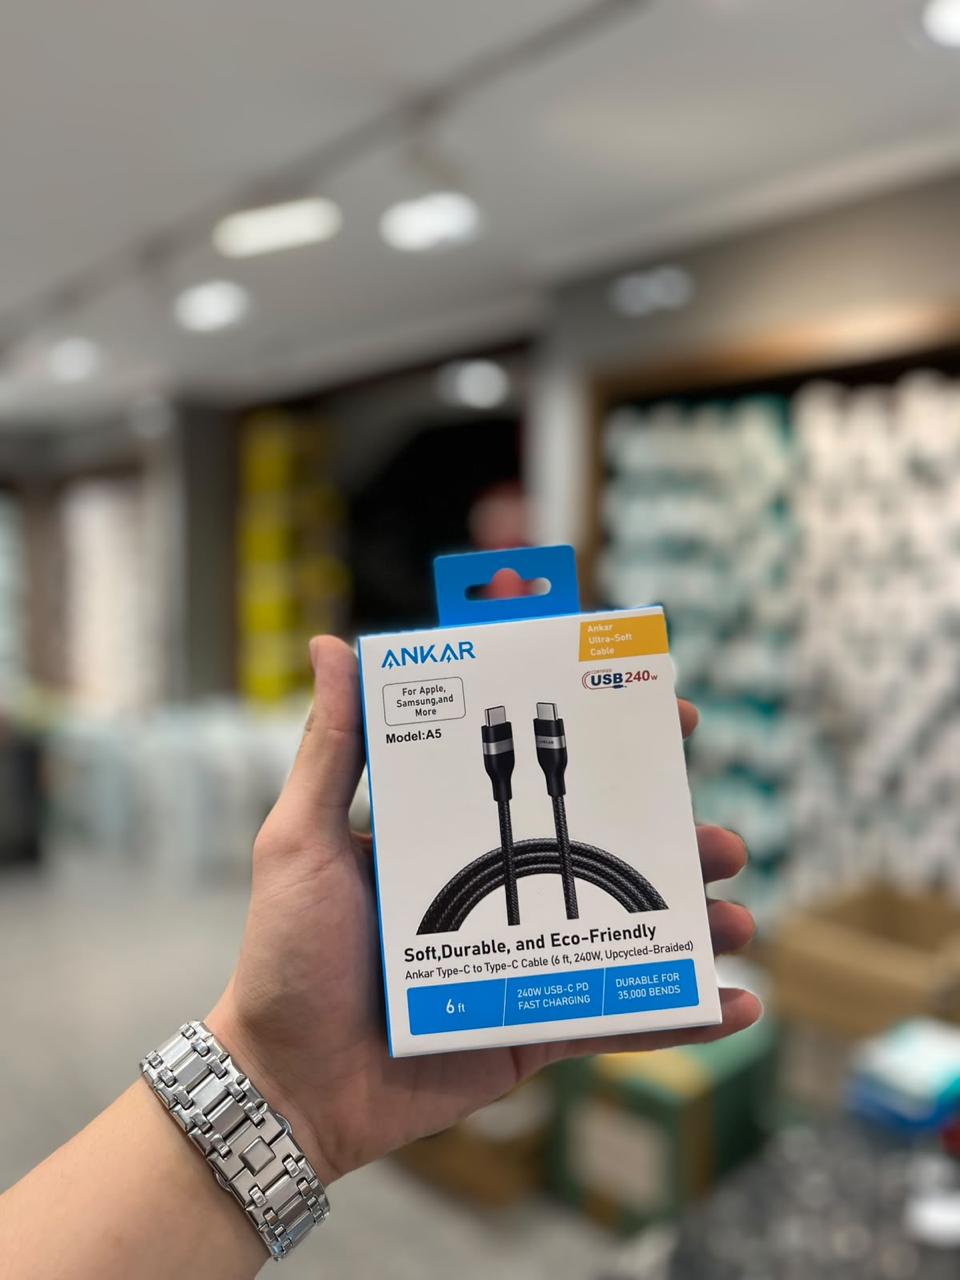 ANKAR
Ankar
Ultra-Soft
Cable
CERTIFIED
USB 240W
For Apple,
Samsung,and
More
Model:A5
ANKAR
Soft,Durable, and Eco-Friendly
Ankar Type-C to Type-C Cable (6 ft, 240W, Upcycled-Braided)
6 ft
240W USB-C PD
FAST CHARGING
DURABLE FOR
35,000 BENDS